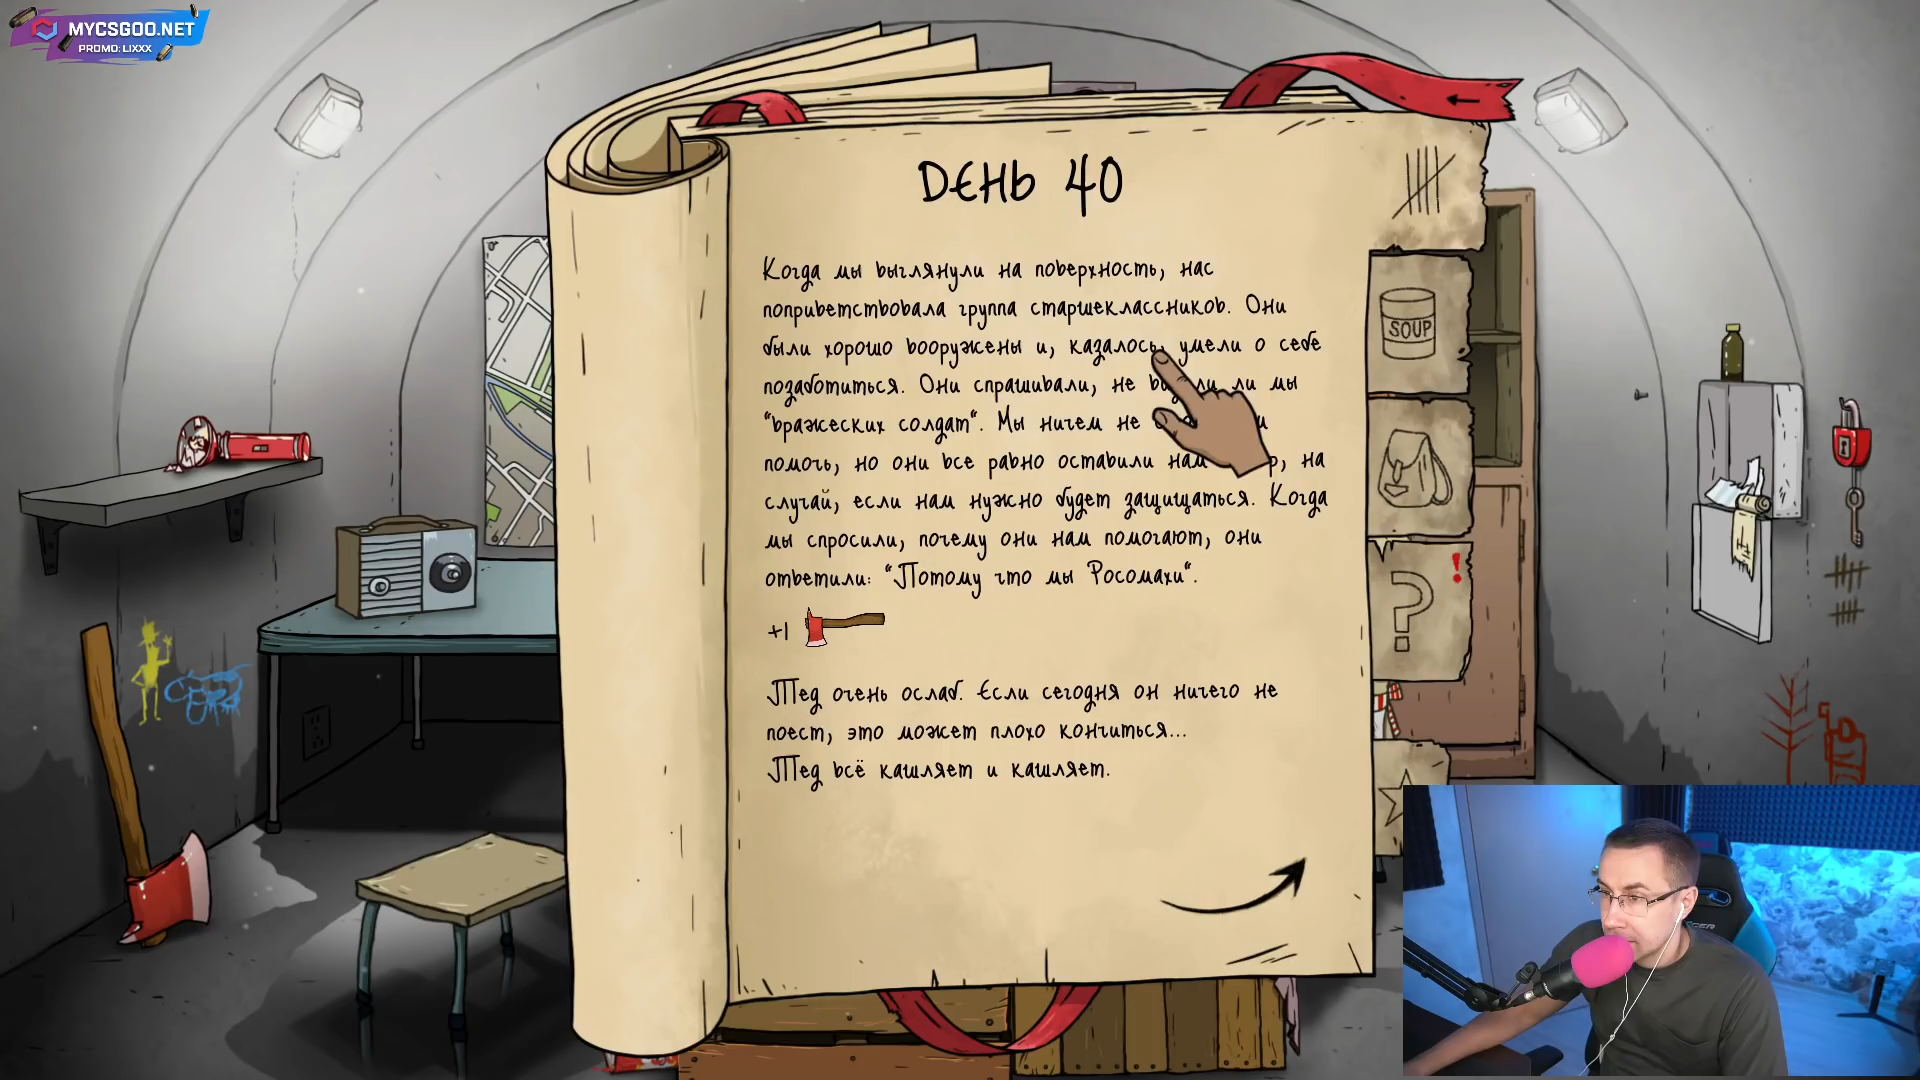 MYCSGOO.NET
PROMO: LIXXX
ДЕНЬ 40
Когда мы выглянули на поверхность, нас
поприветствовала группа старшеклассников. Они
были хорошо вооружены и, казалось, умели о себе
позаботиться. Они спрашивали, не ли мы
"вражеских солдат". Мы ничем не
помочь, но они все равно оставили нам на
случай, если нам нужно будет защищаться. Когда
мы спросили, почему они нам помогают, они
ответили: "Потому что мы Росомахи".
+1
Тед очень ослаб. Если сегодня он ничего не
поест, это может плохо кончиться...
Тед всё кашляет и кашляет.
SOUP
?
!